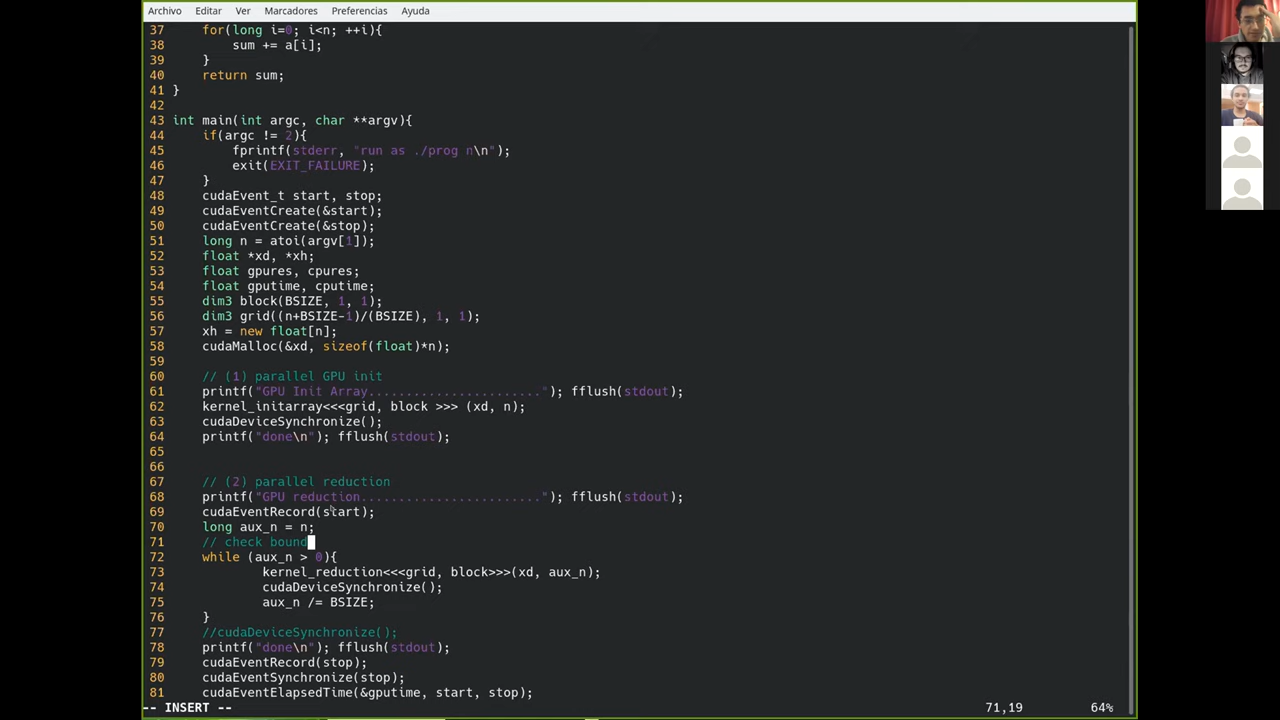 Archivo Editar Ver Marcadores Preferencias Ayuda
37     for(long i=0; i<n; ++i){
38         sum += a[i];
39     }
40     return sum;
41 }
42
43 int main(int argc, char **argv){
44     if(argc != 2){
45         fprintf(stderr, "run as ./prog n\n");
46         exit(EXIT_FAILURE);
47     }
48     cudaEvent_t start, stop;
49     cudaEventCreate(&start);
50     cudaEventCreate(&stop);
51     long n = atoi(argv[1]);
52     float *xd, *xh;
53     float gpures, cpures;
54     float gputime, cputime;
55     dim3 block(BSIZE, 1, 1);
56     dim3 grid((n+BSIZE-1)/(BSIZE), 1, 1);
57     xh = new float[n];
58     cudaMalloc(&xd, sizeof(float)*n);
59
60     // (1) parallel GPU init
61     printf("GPU Init Array.......................");  fflush(stdout);
62     kernel_initarray<<<grid, block >>> (xd, n);
63     cudaDeviceSynchronize();
64     printf("done\n"); fflush(stdout);
65
66
67     // (2) parallel reduction
68     printf("GPU reduction........................"); fflush(stdout);
69     cudaEventRecord(start);
70     long aux_n = n;
71     // check bound
72     while (aux_n > 0){
73             kernel_reduction<<<grid, block>>>(xd, aux_n);
74             cudaDeviceSynchronize();
75             aux_n /= BSIZE;
76     }
77     //cudaDeviceSynchronize();
78     printf("done\n"); fflush(stdout);
79     cudaEventRecord(stop);
80     cudaEventSynchronize(stop);
81     cudaEventElapsedTime(&gputime, start, stop);
-- INSERT -- 71,19 64%